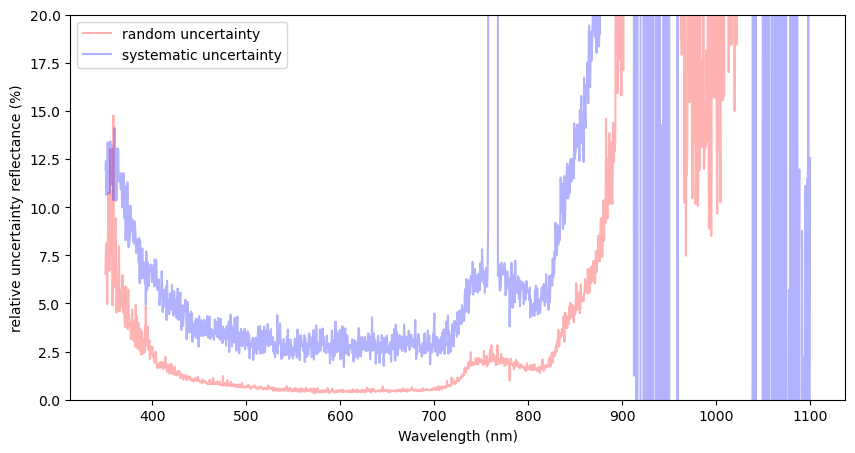 random uncertainty
systematic uncertainty
relative uncertainty reflectance (%)
20.0
17.5
15.0
12.5
10.0
7.5
5.0
2.5
0.0
400 500 600 700 800 900 1000 1100
Wavelength (nm)